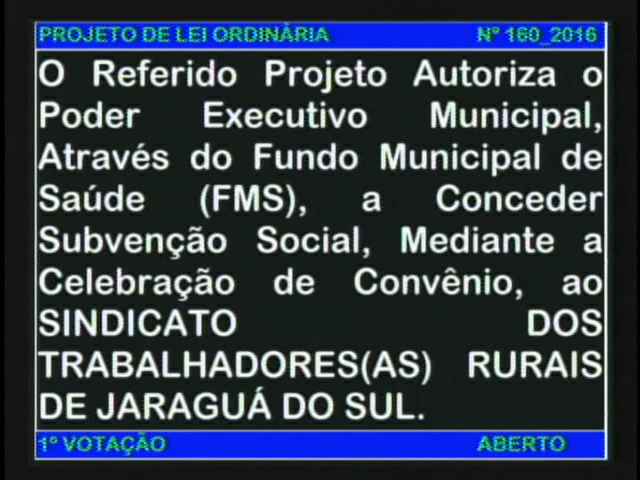 PROJETO DE LEI ORDINÁRIA Nº 160_2016
O Referido Projeto Autoriza o
Poder Executivo Municipal,
Através do Fundo Municipal de
Saúde (FMS), a Conceder
Subvenção Social, Mediante a
Celebração de Convênio, ao
SINDICATO DOS
TRABALHADORES(AS) RURAIS
DE JARAGUÁ DO SUL.
1º VOTAÇÃO ABERTO